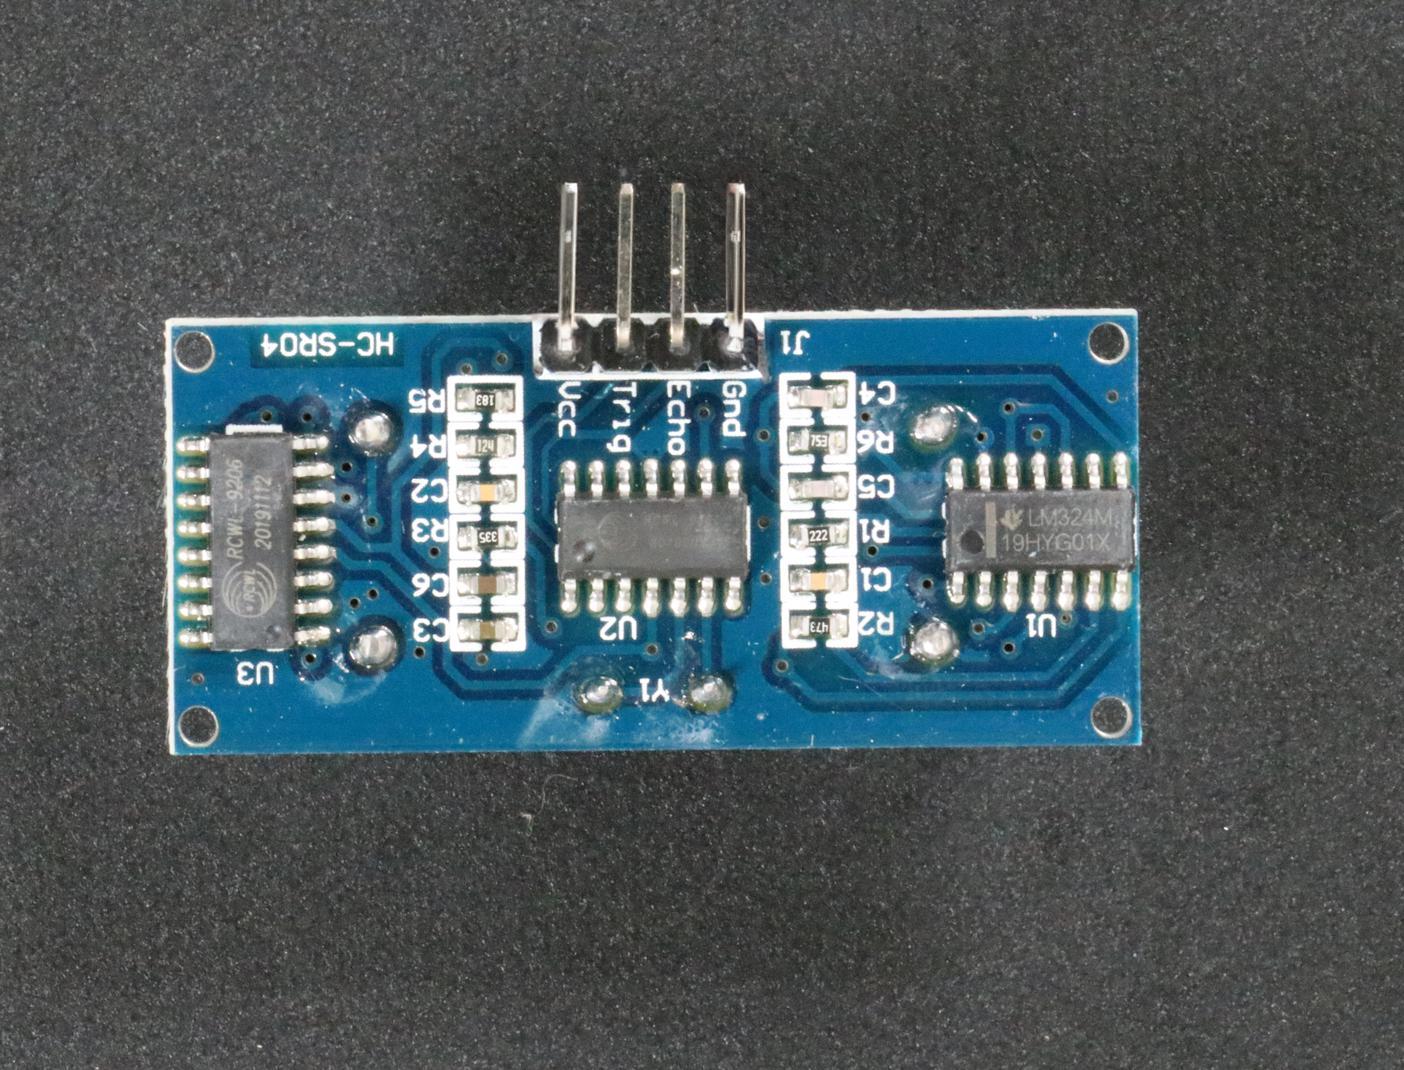 HC-SR04
J1
Vcc
Trig
Echo
Gnd
R5
183
R4
124
C2
R3
335
C6
C3
C4
R6
753
C5
R1
222
C1
R2
473
RCWL-9206
20191112
RCWL
U3
U2
Y1
LM324M
19HYG01X
U1